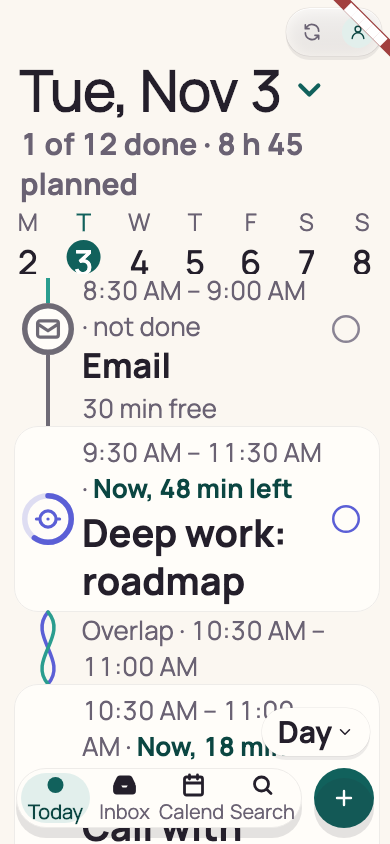 Tue, Nov 3
1 of 12 done · 8 h 45
planned
M T W T F S S
2 3 4 5 6 7 8
8:30 AM – 9:00 AM
· not done
Email
30 min free
9:30 AM – 11:30 AM
· Now, 48 min left
Deep work:
roadmap
Overlap · 10:30 AM –
11:00 AM
10:30 AM – 11:00
AM · Now, 18 min
Day
Call with
Today Inbox Calend Search